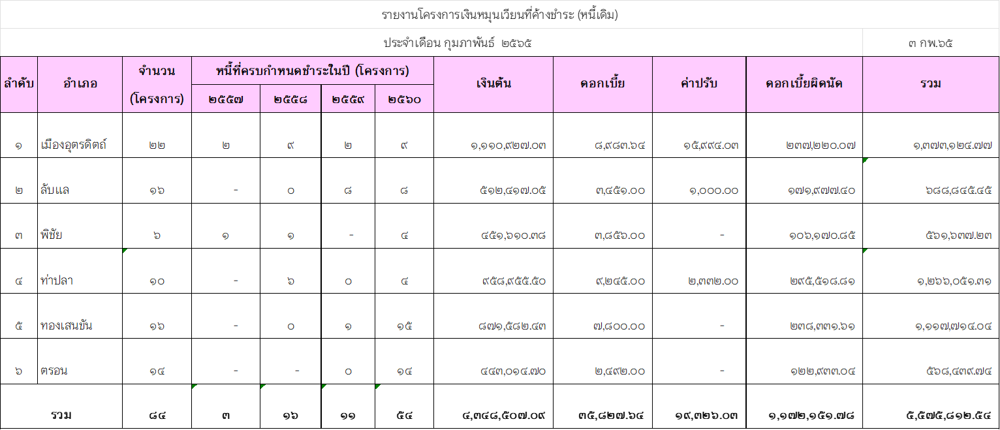 รายงานโครงการเงินหมุนเวียนที่ค้างชำระ (หนี้เดิม)
ประจำเดือน กุมภาพันธ์ ๒๕๖๕ ๓ กพ.๖๕
ลำดับ อำเภอ จำนวน (โครงการ) หนี้ที่ครบกำหนดชำระในปี (โครงการ) เงินต้น ดอกเบี้ย ค่าปรับ ดอกเบี้ยผิดนัด รวม
๒๕๕๗ ๒๕๕๘ ๒๕๕๙ ๒๕๖๐
๑ เมืองอุตรดิตถ์ ๒๒ ๒ ๙ ๒ ๙ ๑,๑๑๐,๙๒๗.๐๓ ๘,๙๘๓.๖๔ ๑๕,๙๙๔.๐๓ ๒๓๗,๒๒๐.๐๗ ๑,๓๗๓,๑๒๔.๗๗
๒ ลับแล ๑๖ - ๐ ๘ ๘ ๕๑๒,๔๑๗.๐๕ ๓,๔๕๑.๐๐ ๑,๐๐๐.๐๐ ๑๗๑,๙๗๗.๔๐ ๖๘๘,๘๔๕.๔๕
๓ พิชัย ๖ ๑ ๑ - ๔ ๔๕๑,๖๑๐.๓๘ ๓,๘๕๖.๐๐ - ๑๐๖,๑๗๐.๘๕ ๕๖๑,๖๓๗.๒๓
๔ ท่าปลา ๑๐ - ๖ ๐ ๔ ๙๕๘,๙๕๕.๕๐ ๙,๒๔๕.๐๐ ๒,๓๓๒.๐๐ ๒๙๕,๕๑๘.๘๑ ๑,๒๖๖,๐๕๑.๓๑
๕ ทองแสนขัน ๑๖ - ๐ ๑ ๑๕ ๘๗๑,๕๘๒.๔๓ ๗,๘๐๐.๐๐ - ๒๓๘,๓๓๑.๖๑ ๑,๑๑๗,๗๑๔.๐๔
๖ ตรอน ๑๔ - - ๐ ๑๔ ๔๔๓,๐๑๔.๗๐ ๒,๔๙๒.๐๐ - ๑๒๒,๙๓๓.๐๔ ๕๖๘,๔๓๙.๗๔
รวม ๘๔ ๓ ๑๖ ๑๑ ๕๔ ๔,๓๔๘,๕๐๗.๐๙ ๓๕,๘๒๗.๖๔ ๑๙,๓๒๖.๐๓ ๑,๑๗๒,๑๕๑.๗๘ ๕,๕๗๕,๘๑๒.๕๔